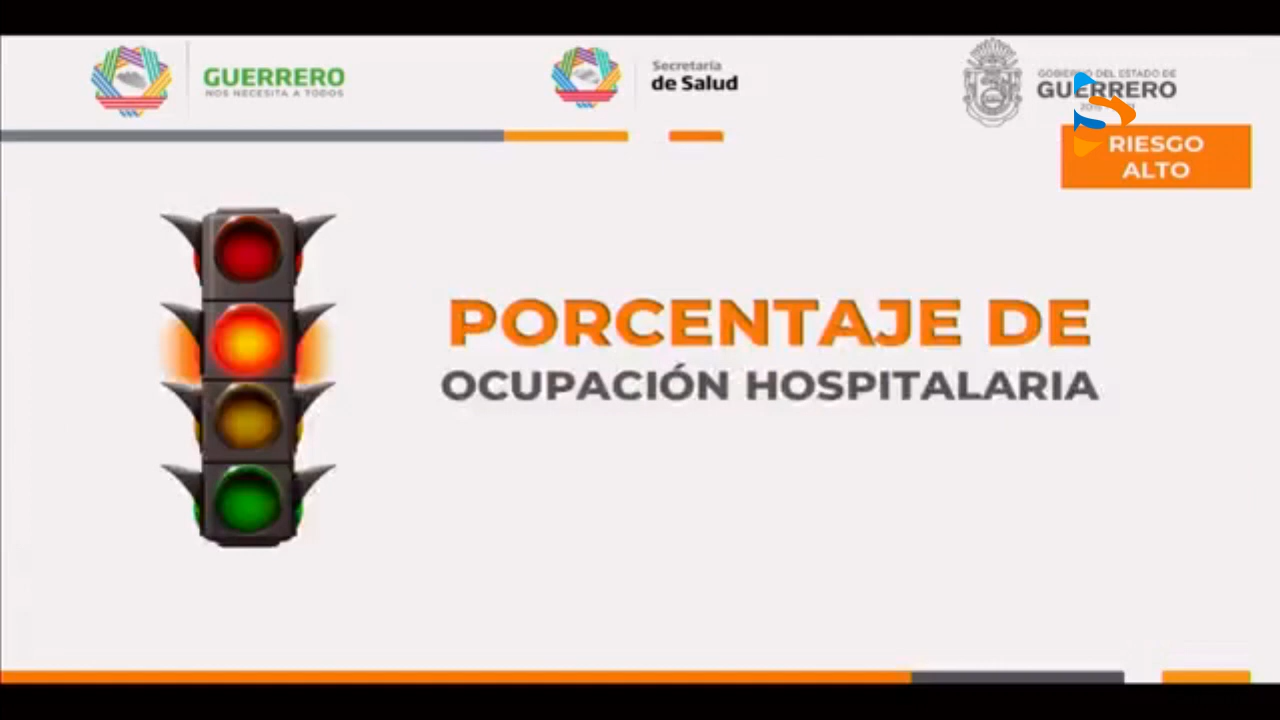 GUERRERO
NOS NECESITA A TODOS
Secretaría
de Salud
GOBIERNO DEL ESTADO DE
GUERRERO
RIESGO
ALTO
PORCENTAJE DE
OCUPACIÓN HOSPITALARIA